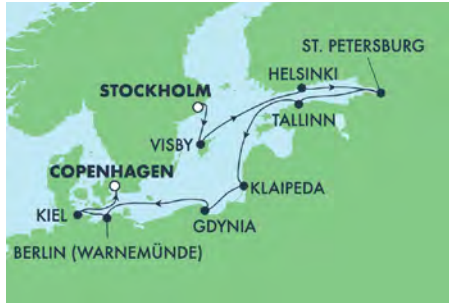 ST. PETERSBURG
HELSINKI
STOCKHOLM
TALLINN
VISBY
COPENHAGEN
KLAIPEDA
KIEL
GDYNIA
BERLIN (WARNEMÜNDE)